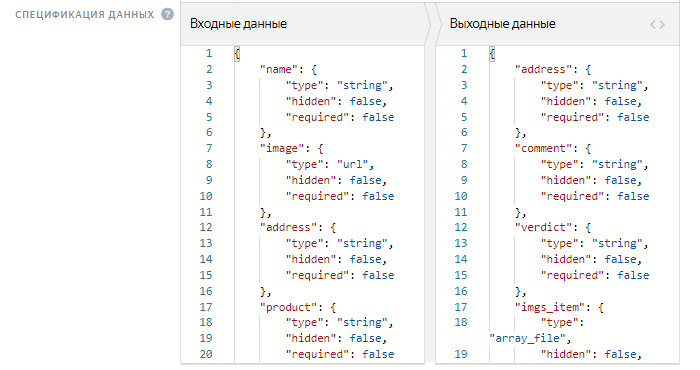 СПЕЦИФИКАЦИЯ ДАННЫХ ?
Входные данные
1 {
2 "name": {
3 "type": "string",
4 "hidden": false,
5 "required": false
6 },
7 "image": {
8 "type": "url",
9 "hidden": false,
10 "required": false
11 },
12 "address": {
13 "type": "string",
14 "hidden": false,
15 "required": false
16 },
17 "product": {
18 "type": "string",
19 "hidden": false,
20 "required": false
Выходные данные <>
1 {
2 "address": {
3 "type": "string",
4 "hidden": false,
5 "required": false
6 },
7 "comment": {
8 "type": "string",
9 "hidden": false,
10 "required": false
11 },
12 "verdict": {
13 "type": "string",
14 "hidden": false,
15 "required": false
16 },
17 "imgs_item": {
18 "type":
"array_file",
19 "hidden": false,